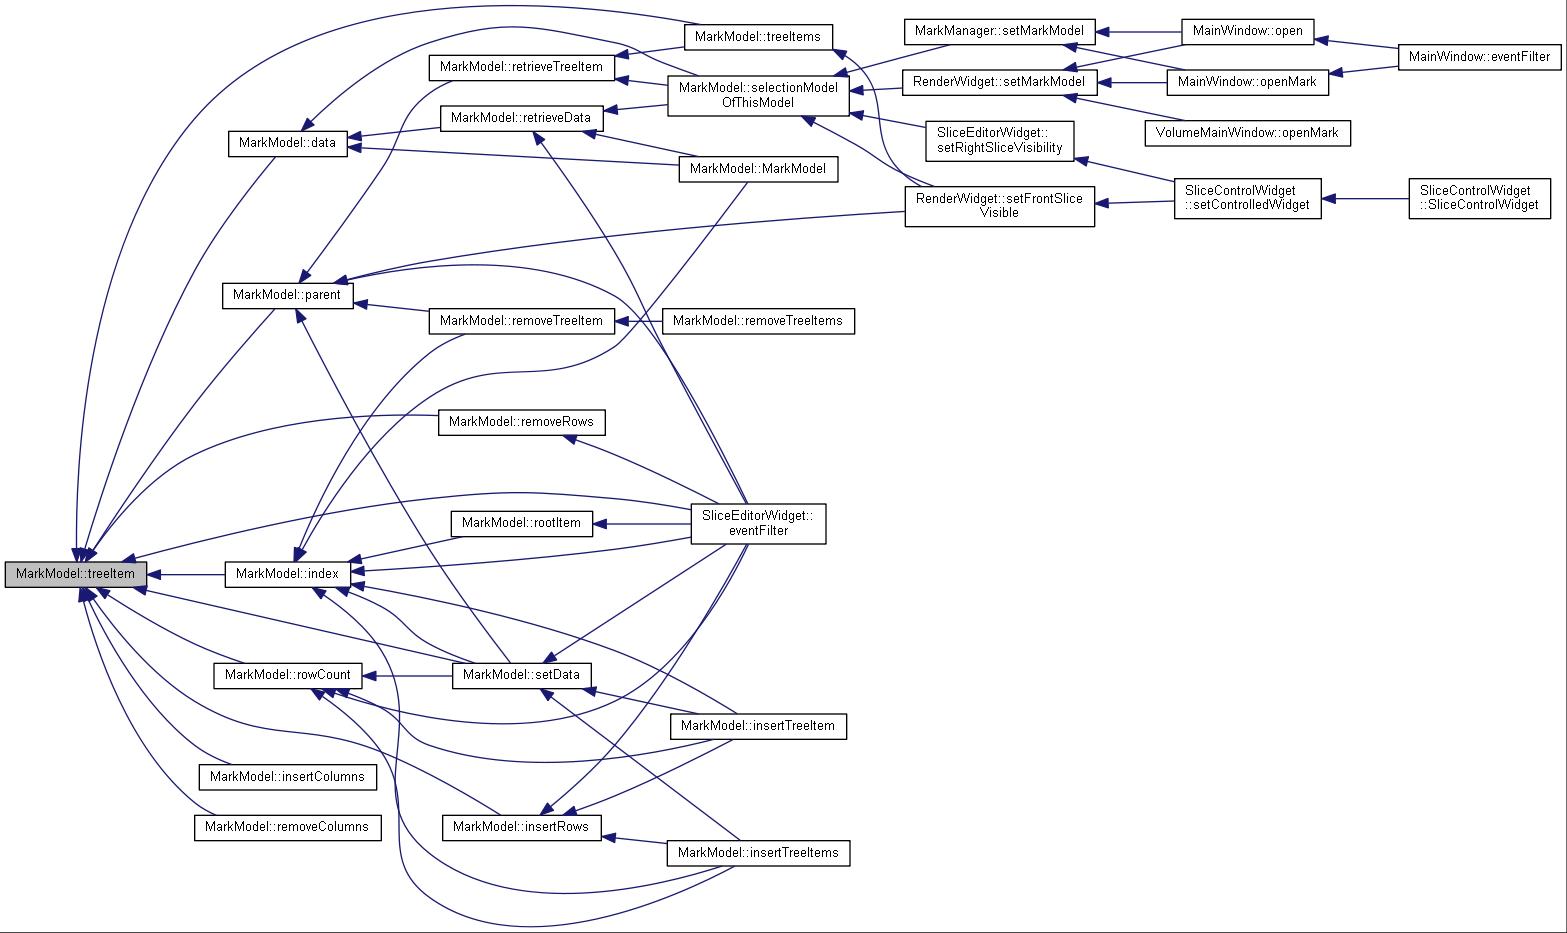 MarkModel::treeItems
MarkManager::setMarkModel
MainWindow::open
MainWindow::eventFilter
MarkModel::retrieveTreeItem
MarkModel::selectionModel
OfThisModel
RenderWidget::setMarkModel
MainWindow::openMark
MarkModel::retrieveData
MarkModel::data
SliceEditorWidget::
setRightSliceVisibility
VolumeMainWindow::openMark
MarkModel::MarkModel
RenderWidget::setFrontSlice
Visible
SliceControlWidget
::setControlledWidget
SliceControlWidget
::SliceControlWidget
MarkModel::parent
MarkModel::removeTreeItem
MarkModel::removeTreeItems
MarkModel::removeRows
MarkModel::rootItem
SliceEditorWidget::
eventFilter
MarkModel::treeItem
MarkModel::index
MarkModel::rowCount
MarkModel::setData
MarkModel::insertTreeItem
MarkModel::insertColumns
MarkModel::removeColumns
MarkModel::insertRows
MarkModel::insertTreeItems